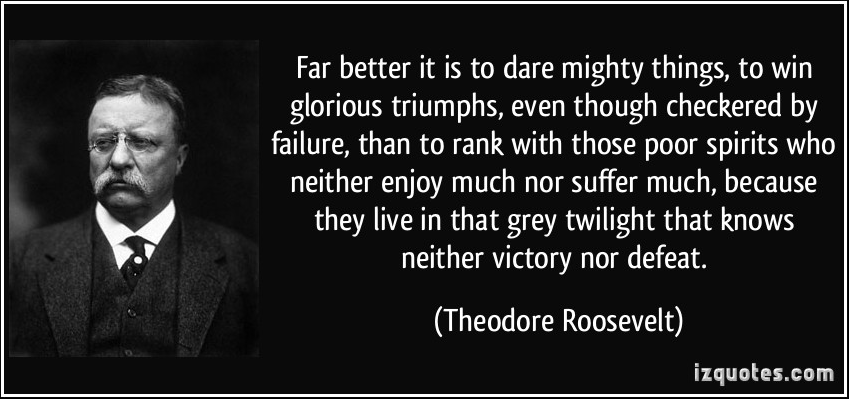 Far better it is to dare mighty things, to win
glorious triumphs, even though checkered by
failure, than to rank with those poor spirits who
neither enjoy much nor suffer much, because
they live in that grey twilight that knows
neither victory nor defeat.
(Theodore Roosevelt)
izquotes.com